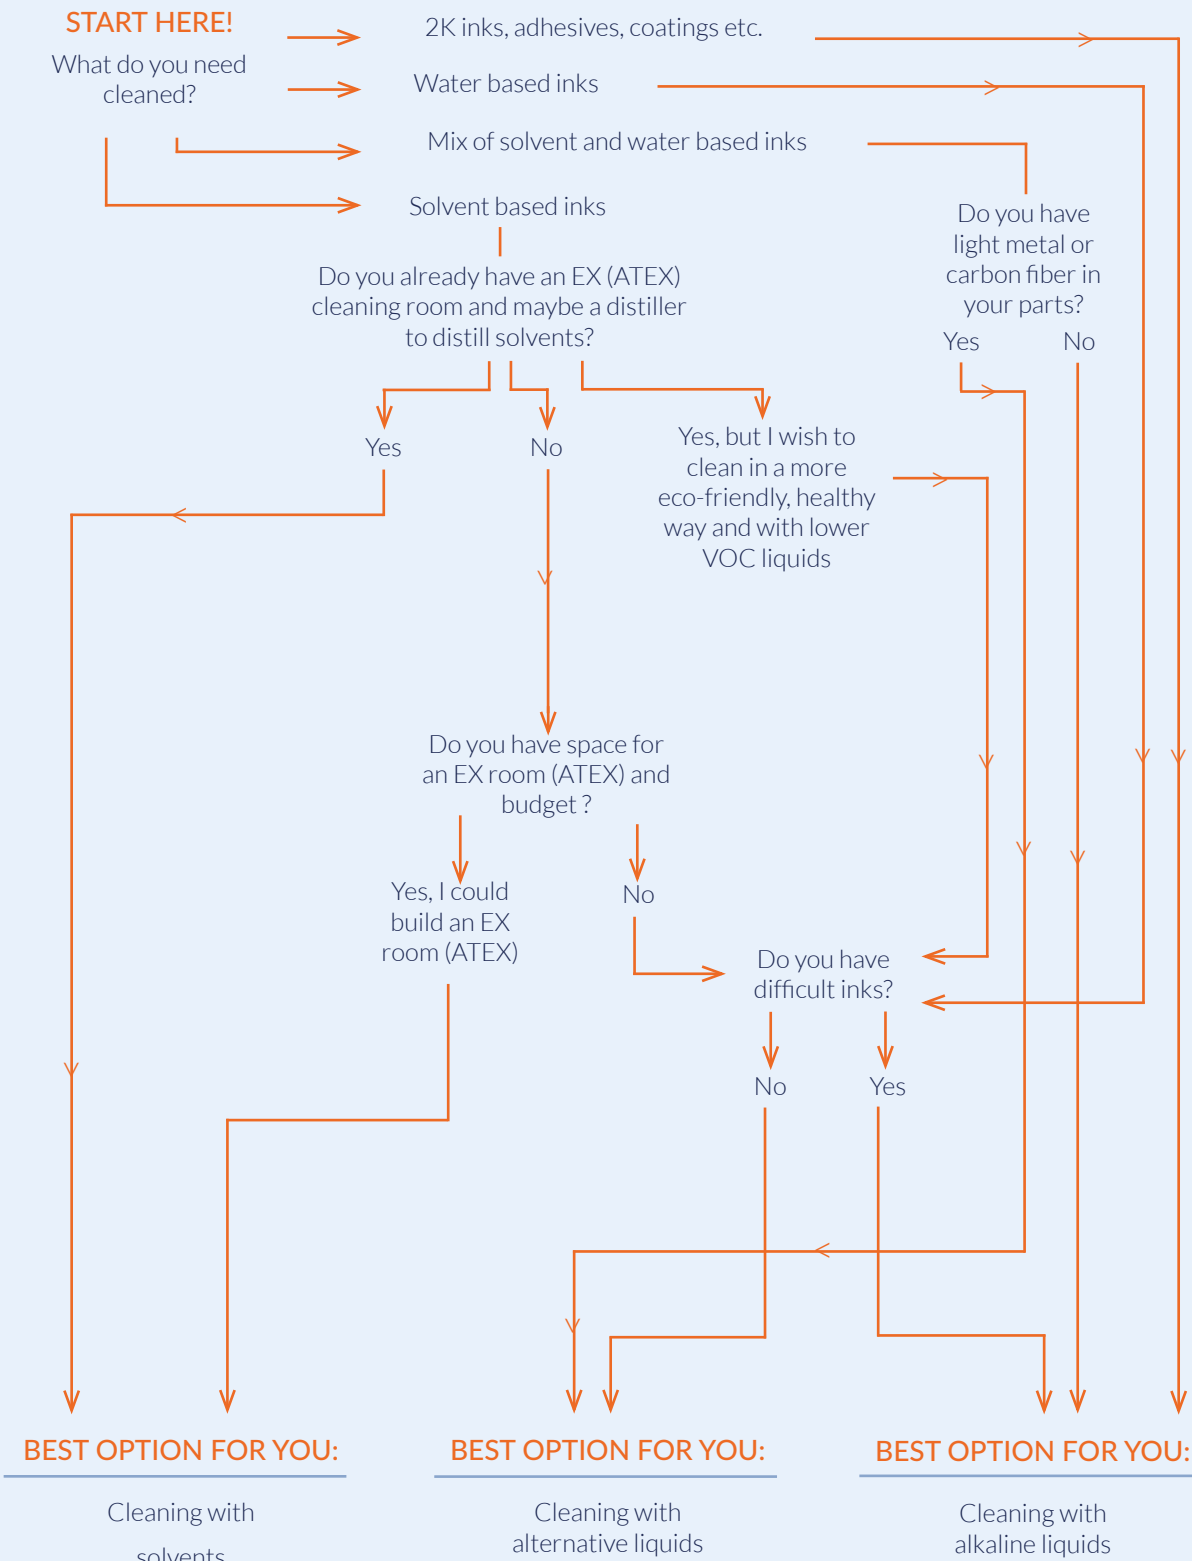 START HERE!
What do you need
cleaned?
2K inks, adhesives, coatings etc.
Water based inks
Mix of solvent and water based inks
Solvent based inks
Do you have
light metal or
carbon fiber in
your parts?
Yes
No
Do you already have an EX (ATEX)
cleaning room and maybe a distiller
to distill solvents?
Yes
No
Yes, but I wish to
clean in a more
eco-friendly, healthy
way and with lower
VOC liquids
Do you have space for
an EX room (ATEX) and
budget ?
Yes, I could
build an EX
room (ATEX)
No
Do you have
difficult inks?
No
Yes
BEST OPTION FOR YOU:
Cleaning with
solvents
BEST OPTION FOR YOU:
Cleaning with
alternative liquids
BEST OPTION FOR YOU:
Cleaning with
alkaline liquids